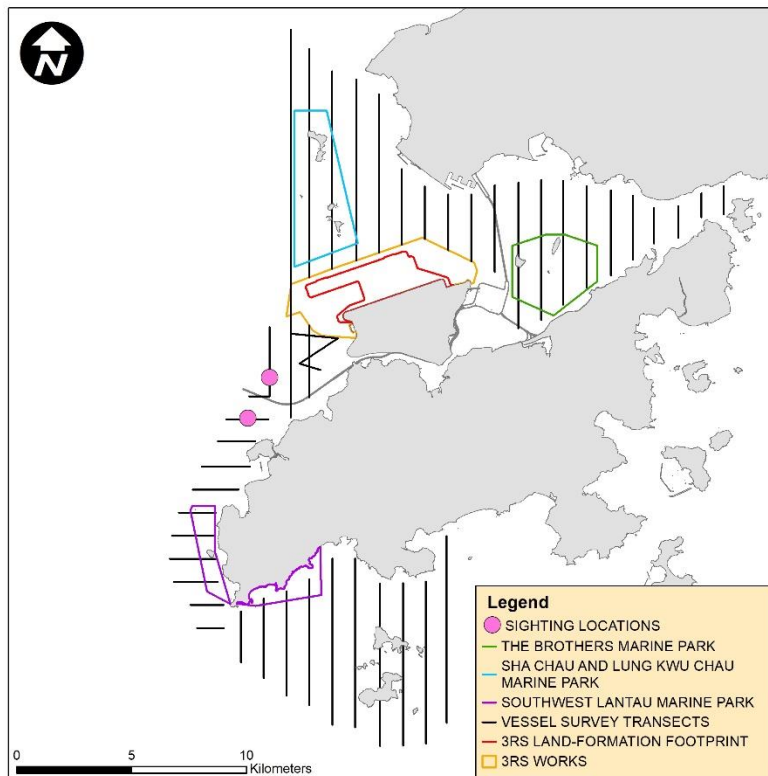 N
Legend
SIGHTING LOCATIONS
THE BROTHERS MARINE PARK
SHA CHAU AND LUNG KWU CHAU
MARINE PARK
SOUTHWEST LANTAU MARINE PARK
VESSEL SURVEY TRANSECTS
3RS LAND-FORMATION FOOTPRINT
3RS WORKS
0 5 10
Kilometers